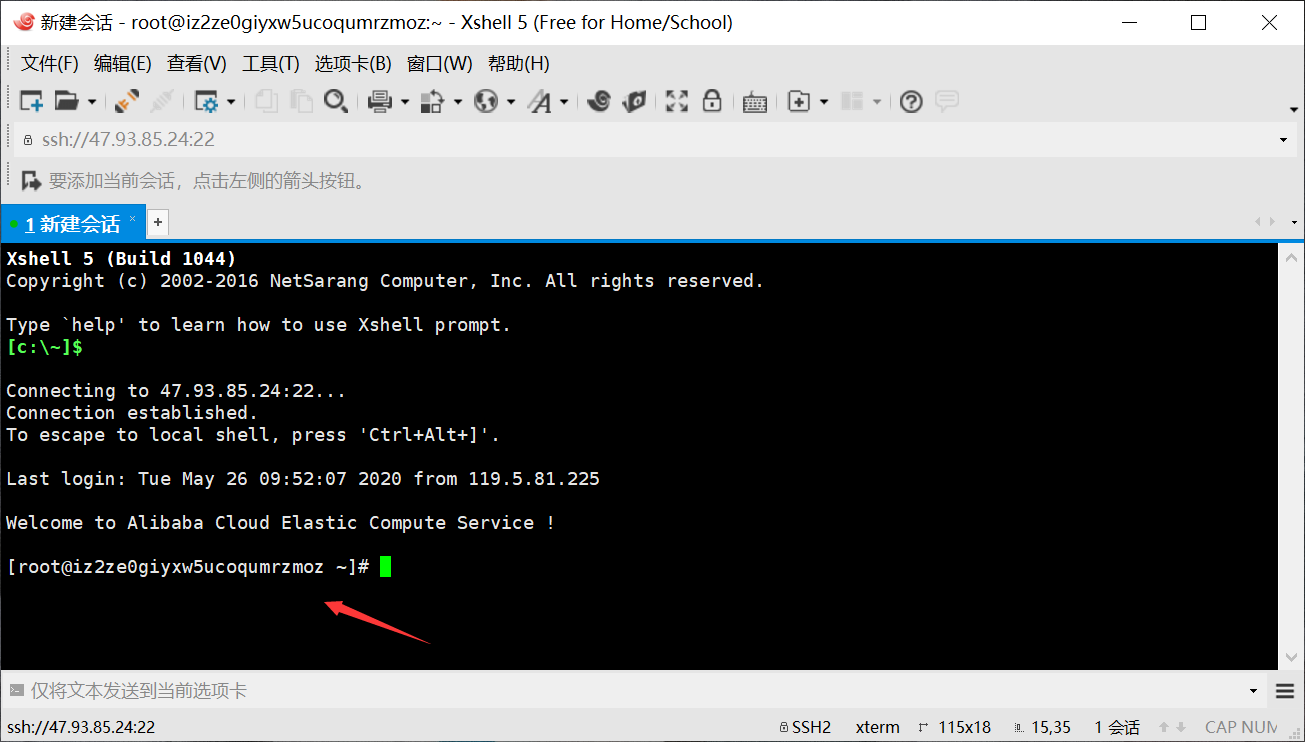 新建会话 - root@iz2ze0giyxw5ucoqumrzmoz:~ - Xshell 5 (Free for Home/School)
文件(F) 编辑(E) 查看(V) 工具(T) 选项卡(B) 窗口(W) 帮助(H)
ssh://47.93.85.24:22
要添加当前会话，点击左侧的箭头按钮。
1 新建会话 × +
Xshell 5 (Build 1044)
Copyright (c) 2002-2016 NetSarang Computer, Inc. All rights reserved.
Type `help' to learn how to use Xshell prompt.
[c:\~]$
Connecting to 47.93.85.24:22...
Connection established.
To escape to local shell, press 'Ctrl+Alt+]'.
Last login: Tue May 26 09:52:07 2020 from 119.5.81.225
Welcome to Alibaba Cloud Elastic Compute Service !
[root@iz2ze0giyxw5ucoqumrzmoz ~]#
仅将文本发送到当前选项卡
ssh://47.93.85.24:22 SSH2 xterm 115x18 15,35 1 会话 CAP NUM